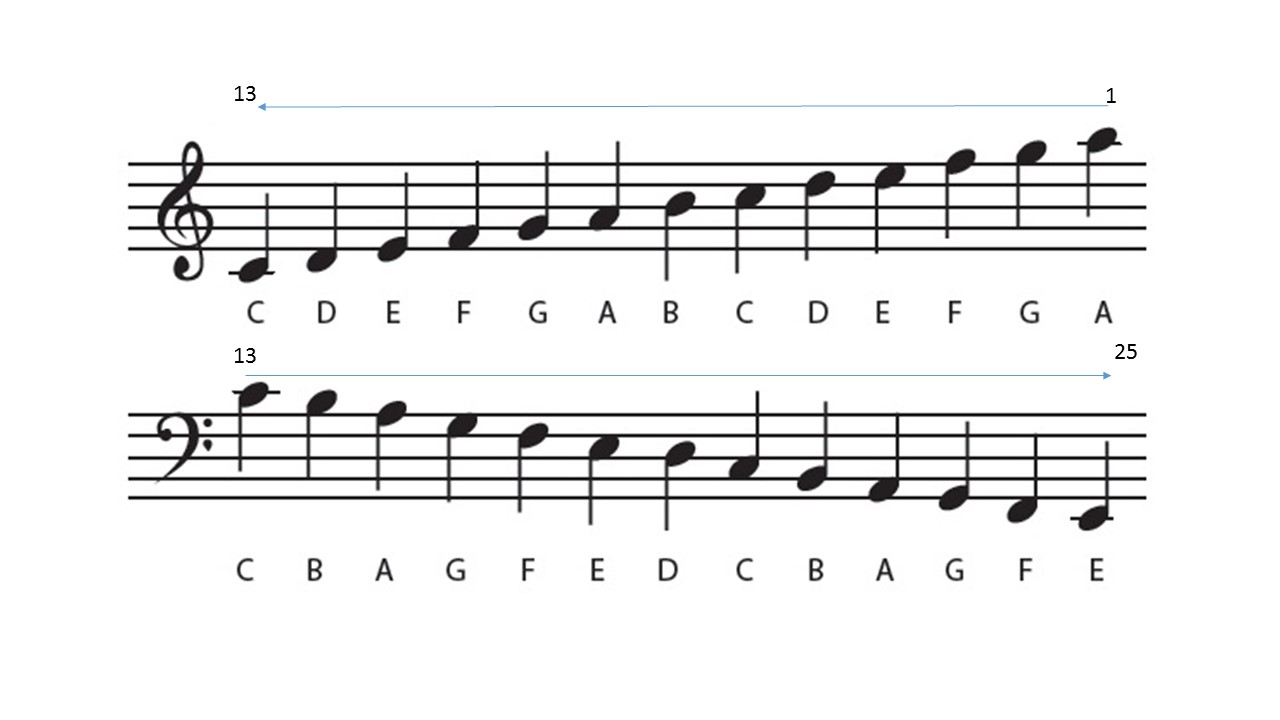 13 1
C D E F G A B C D E F G A
13 25
C B A G F E D C B A G F E